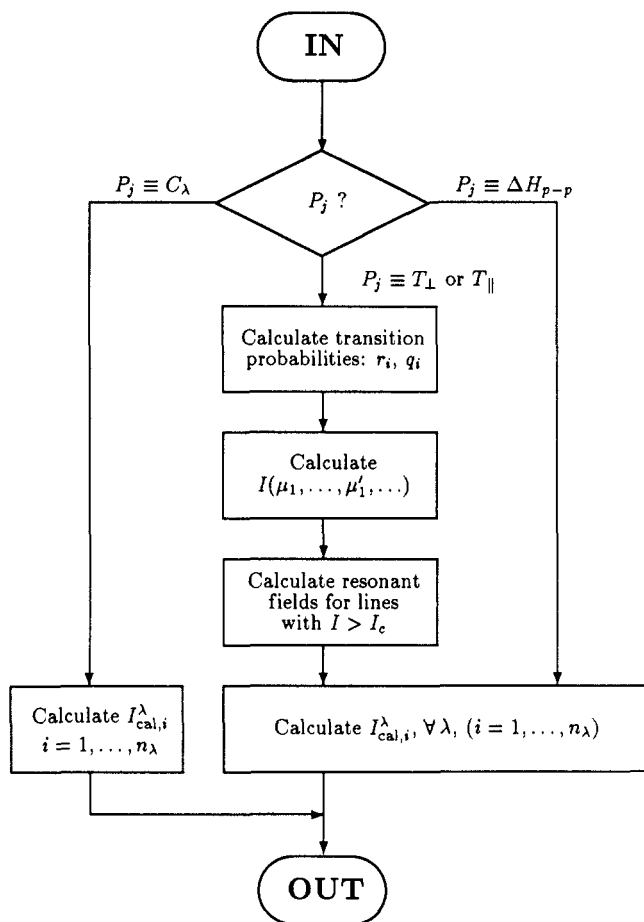 IN
P_j ≡ C_λ
P_j ?
P_j ≡ ΔH_{p−p}
P_j ≡ T_⊥ or T_∥
Calculate transition
probabilities: r_i, q_i
Calculate
I(μ_1, . . . , μ′_1, . . .)
Calculate resonant
fields for lines
with I > I_c
Calculate I^λ_{cal,i}
i = 1, . . . , n_λ
Calculate I^λ_{cal,i}, ∀ λ, (i = 1, . . . , n_λ)
OUT